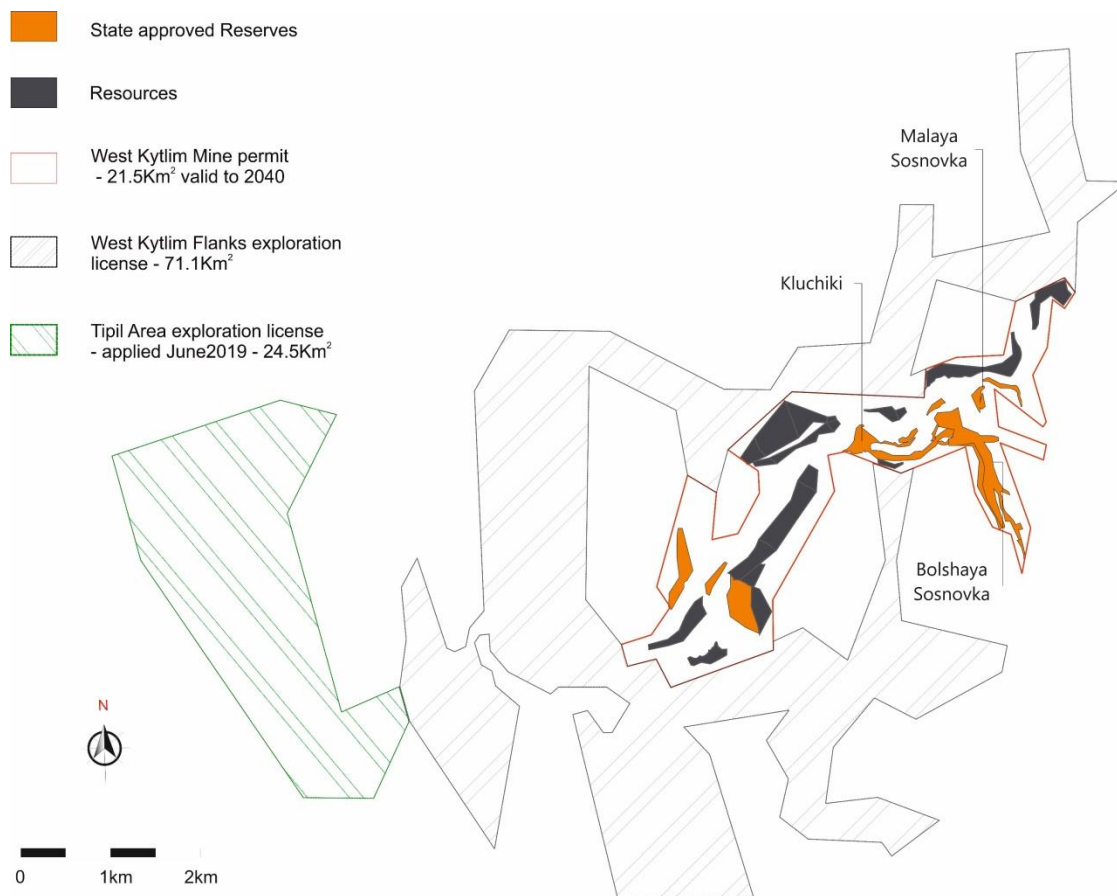 State approved Reserves
Resources
West Kytlim Mine permit
- 21.5Km² valid to 2040
West Kytlim Flanks exploration
license - 71.1Km²
Tipil Area exploration license
- applied June2019 - 24.5Km²
Malaya
Sosnovka
Kluchiki
Bolshaya
Sosnovka
N
0 1km 2km